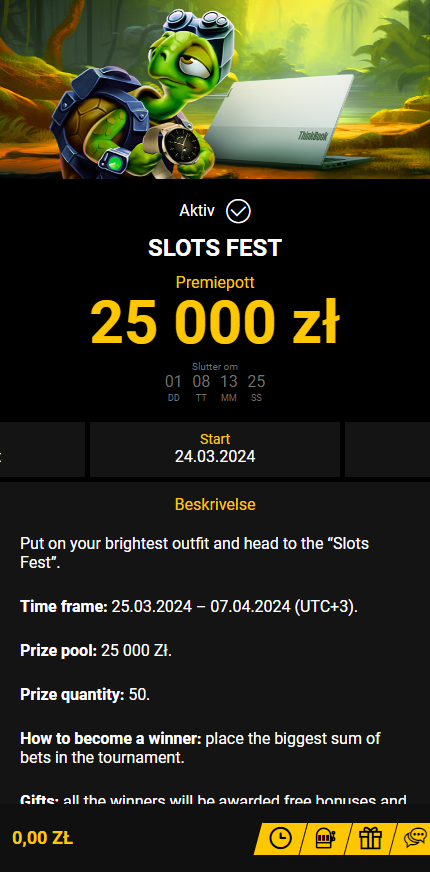 ThinkBook
Aktiv
SLOTS FEST
Premiepott
25 000 zł
Slutter om
01 08 13 25
DD TT MM SS
Start
24.03.2024
Beskrivelse
Put on your brightest outfit and head to the “Slots
Fest”.
Time frame: 25.03.2024 – 07.04.2024 (UTC+3).
Prize pool: 25 000 Zł.
Prize quantity: 50.
How to become a winner: place the biggest sum of
bets in the tournament.
Gifts: all the winners will be awarded free bonuses and
0,00 ZŁ